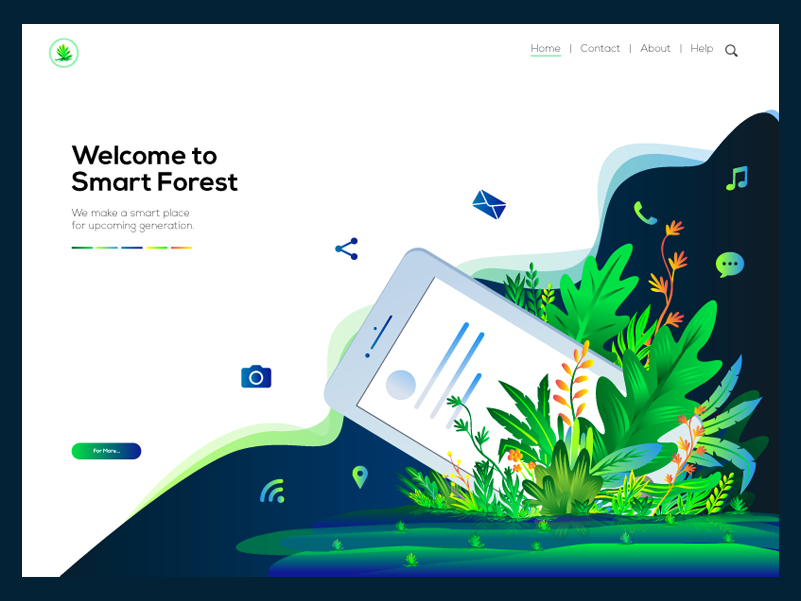 Home | Contact | About | Help
Welcome to
Smart Forest
We make a smart place
for upcoming generation.
For More...